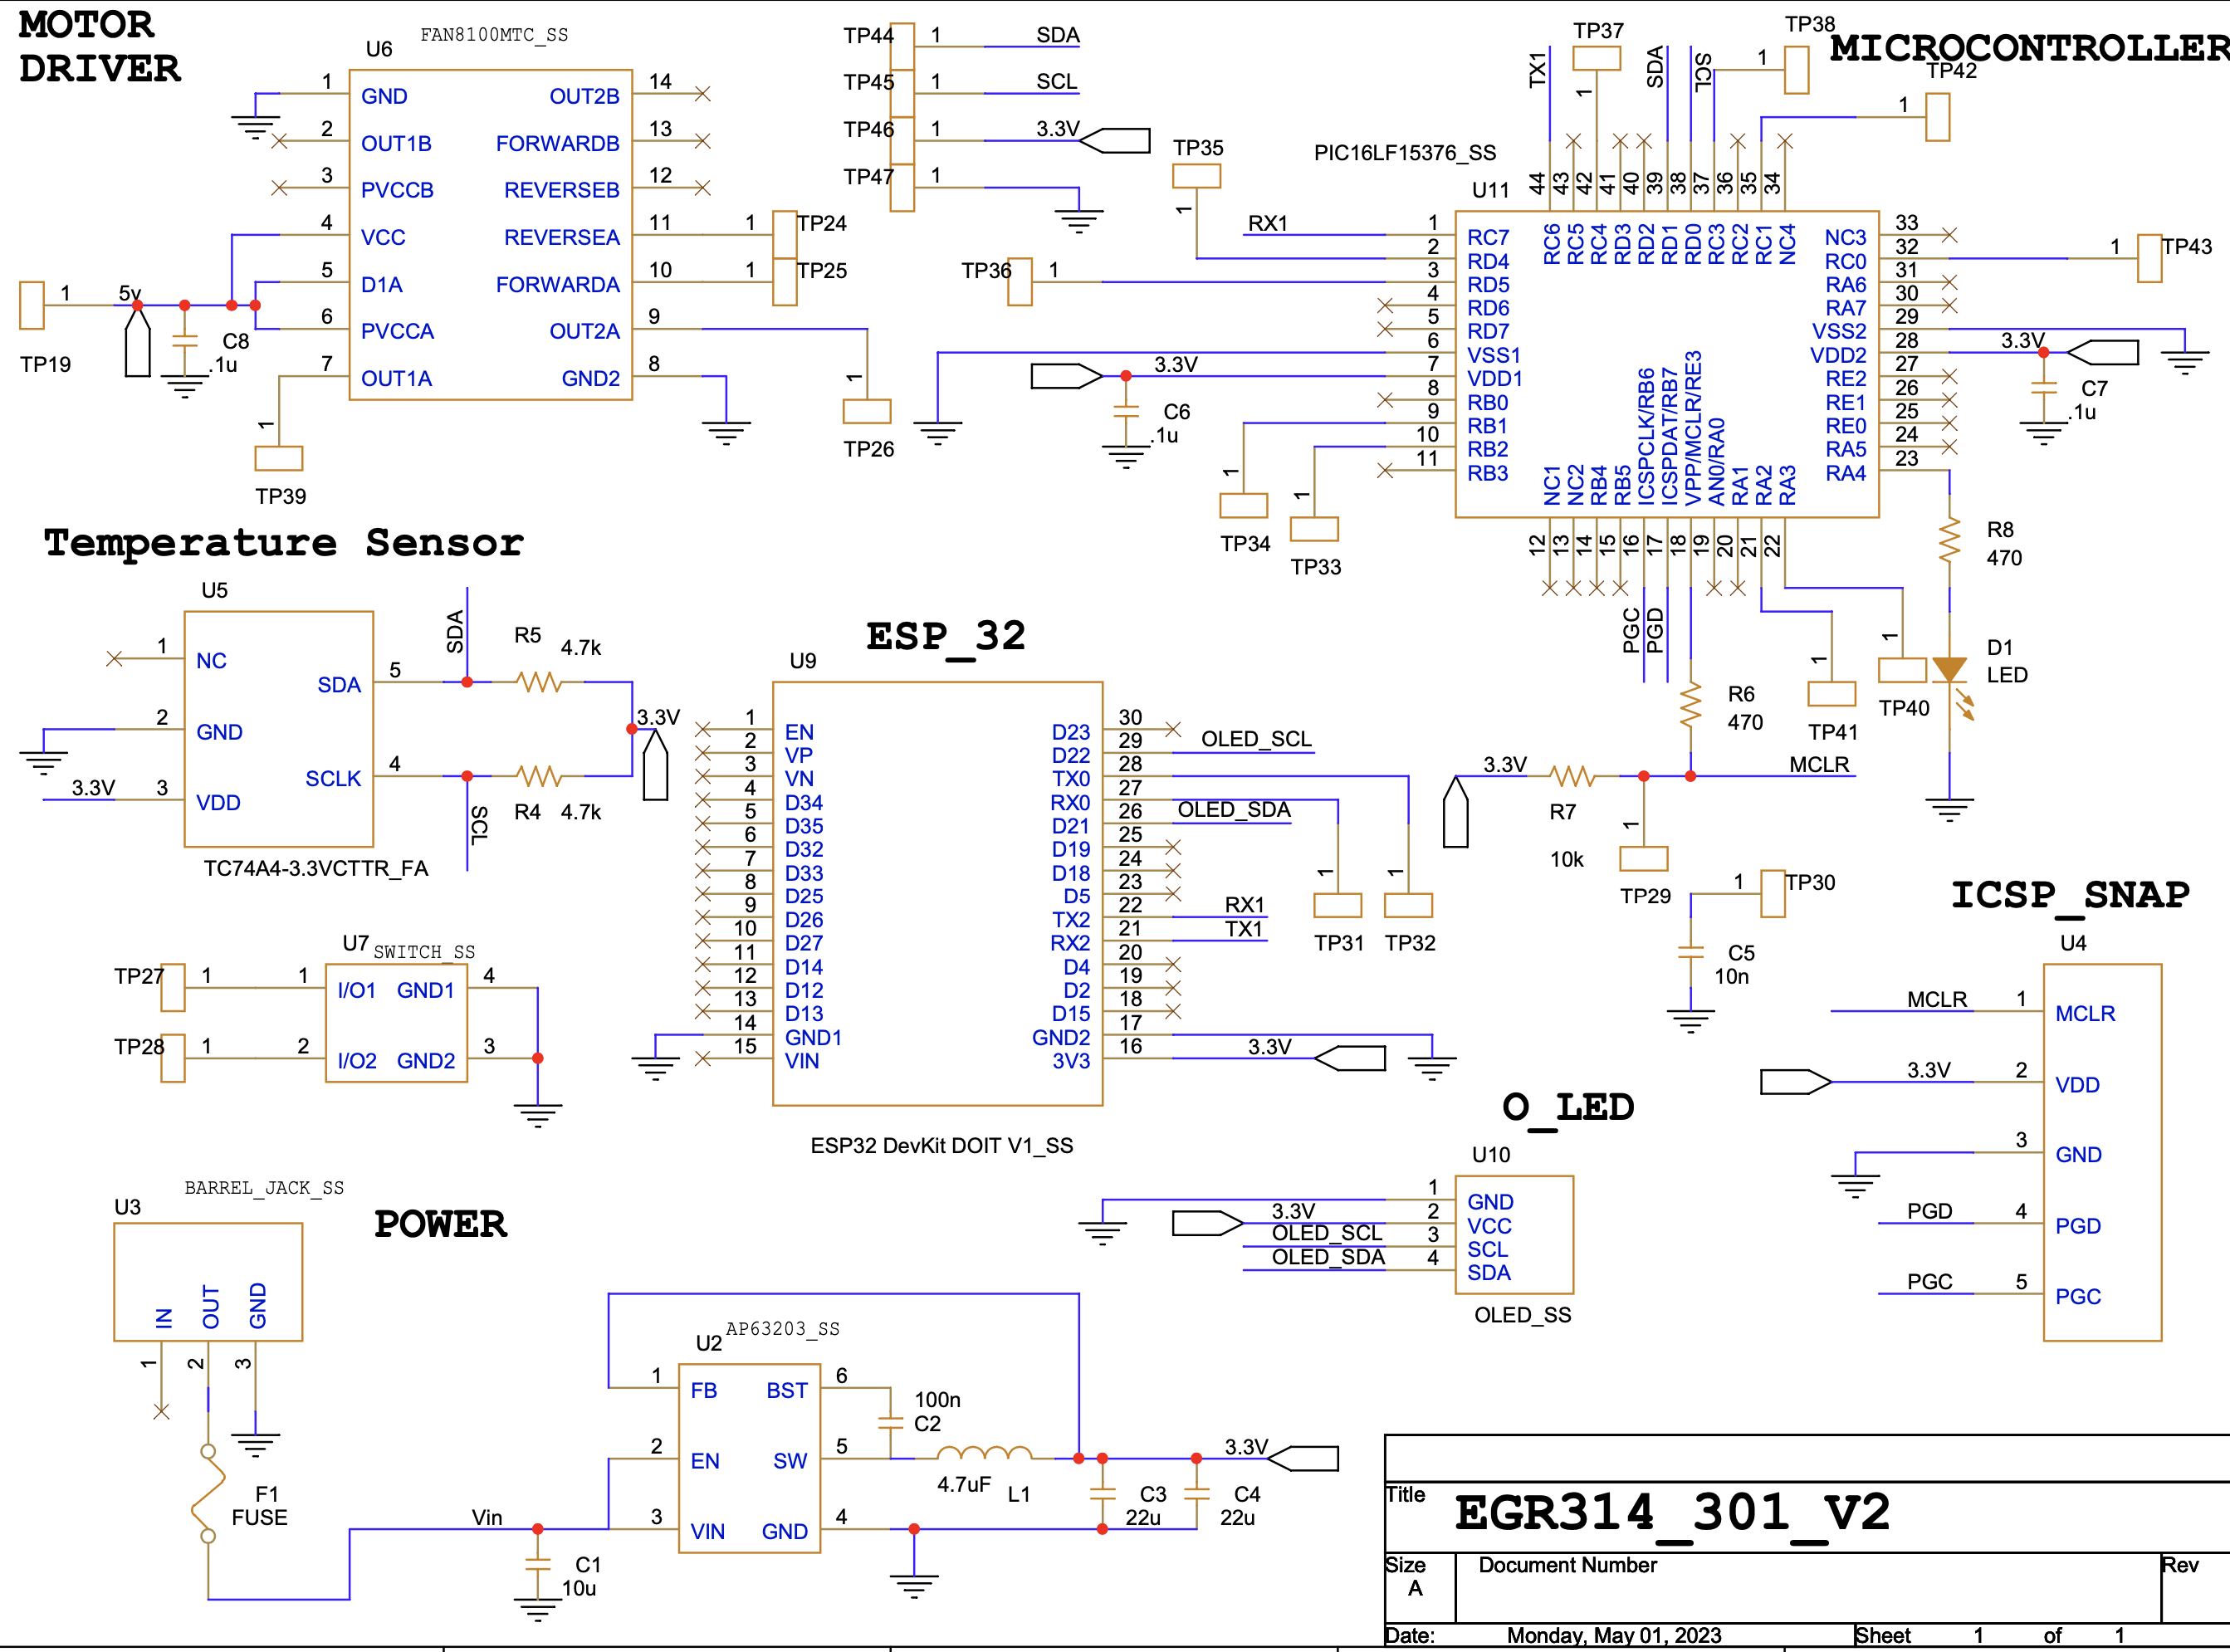 MOTOR
DRIVER
FAN8100MTC_SS
U6
1 GND
2 OUT1B
3 PVCCB
4 VCC
5 D1A
6 PVCCA
7 OUT1A
14 OUT2B
13 FORWARDB
12 REVERSEB
11 REVERSEA
10 FORWARDA
9 OUT2A
8 GND2
1 TP24
1 TP25
1
TP26
TP19
1 5v
C8
.1u
1
TP39
TP44 1 SDA
TP45 1 SCL
TP46 1 3.3V
TP47 1
MICROCONTROLLER
PIC16LF15376_SS
U11
TX1
TP37
1
SDA
SCL
1 TP38
1 TP42
TP35
1
RX1
TP36 1
44 43 42 41 40 39 38 37 36 35 34
RC6 RC5 RC4 RD3 RD2 RD1 RD0 RC3 RC2 RC1 NC4
1 RC7
2 RD4
3 RD5
4 RD6
5 RD7
6 VSS1
7 VDD1
8 RB0
9 RB1
10 RB2
11 RB3
33 NC3
32 RC0
31 RA6
30 RA7
29 VSS2
28 VDD2
27 RE2
26 RE1
25 RE0
24 RA5
23 RA4
NC1 NC2 RB4 RB5 ICSPCLK/RB6 ICSPDAT/RB7 VPP/MCLR/RE3 AN0/RA0 RA1 RA2 RA3
12 13 14 15 16 17 18 19 20 21 22
1 TP43
3.3V
C7
.1u
3.3V
C6
.1u
1
TP34
1
TP33
PGC
PGD
R8
470
D1
LED
1
TP40
1
TP41
R6
470
3.3V
R7
10k
MCLR
1
TP29
1 TP30
C5
10n
Temperature Sensor
U5
1 NC
2 GND
3 VDD
5 SDA
4 SCLK
3.3V
SDA
SCL
R5 4.7k
R4 4.7k
3.3V
TC74A4-3.3VCTTR_FA
U7 SWITCH_SS
TP27 1 1 I/O1 GND1 4
TP28 1 2 I/O2 GND2 3
ESP_32
U9
1 EN
2 VP
3 VN
4 D34
5 D35
6 D32
7 D33
8 D25
9 D26
10 D27
11 D14
12 D12
13 D13
14 GND1
15 VIN
30 D23
29 D22 OLED_SCL
28 TX0
27 RX0
26 D21 OLED_SDA
25 D19
24 D18
23 D5
22 TX2 RX1
21 RX2 TX1
20 D4
19 D2
18 D15
17 GND2
16 3V3 3.3V
1
TP31
1
TP32
ESP32 DevKit DOIT V1_SS
ICSP_SNAP
U4
MCLR 1 MCLR
3.3V 2 VDD
3 GND
PGD 4 PGD
PGC 5 PGC
O_LED
U10
1 GND
3.3V 2 VCC
OLED_SCL 3 SCL
OLED_SDA 4 SDA
OLED_SS
BARREL_JACK_SS
U3
IN OUT GND
1 2 3
POWER
F1
FUSE
Vin
C1
10u
U2 AP63203_SS
1 FB
2 EN
3 VIN
BST 6
SW 5
GND 4
100n
C2
4.7uF L1
C3
22u
C4
22u
3.3V
Title
EGR314_301_V2
Size
A
Document Number
Rev
Date: Monday, May 01, 2023
Sheet 1 of 1